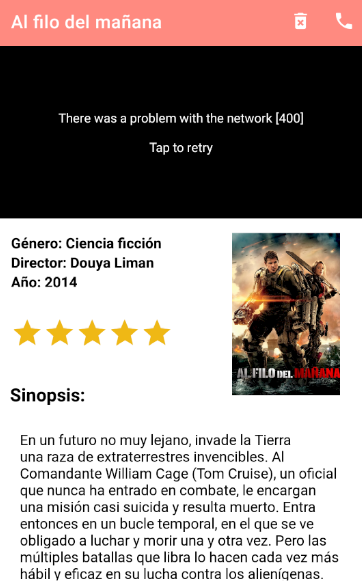 Al filo del mañana
There was a problem with the network [400]
Tap to retry
Género: Ciencia ficción
Director: Douya Liman
Año: 2014
AL FILO DEL MAÑANA
Sinopsis:
En un futuro no muy lejano, invade la Tierra
una raza de extraterrestres invencibles. Al
Comandante William Cage (Tom Cruise), un oficial
que nunca ha entrado en combate, le encargan
una misión casi suicida y resulta muerto. Entra
entonces en un bucle temporal, en el que se ve
obligado a luchar y morir una y otra vez. Pero las
múltiples batallas que libra lo hacen cada vez más
hábil y eficaz en su lucha contra los alienígenas.